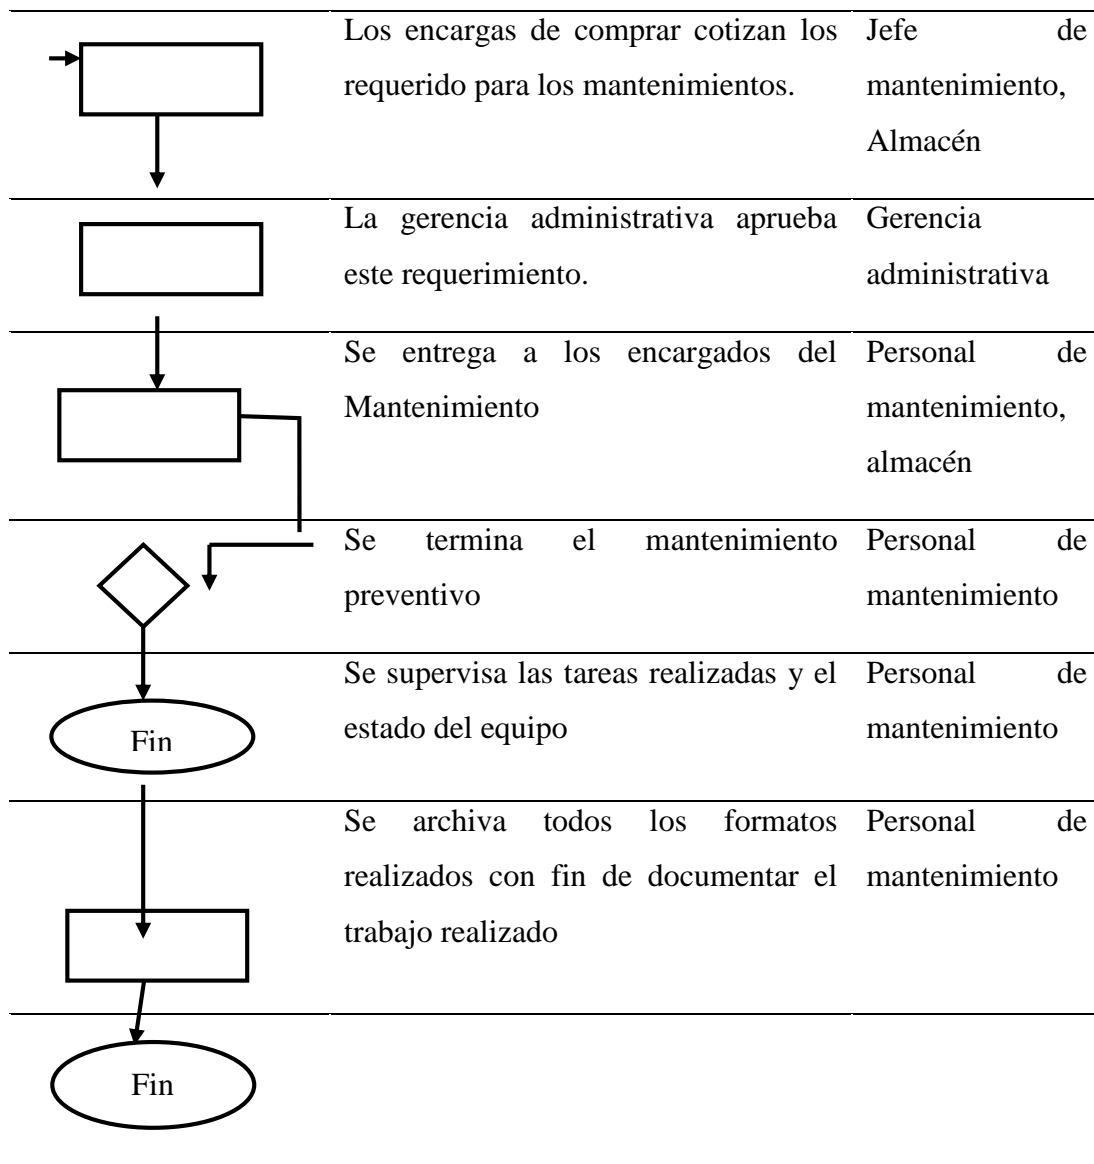 Los encargas de comprar cotizan los
requerido para los mantenimientos.
Jefe de
mantenimiento,
Almacén
La gerencia administrativa aprueba
este requerimiento.
Gerencia
administrativa
Se entrega a los encargados del
Mantenimiento
Personal de
mantenimiento,
almacén
Se termina el mantenimiento
preventivo
Personal de
mantenimiento
Fin
Se supervisa las tareas realizadas y el
estado del equipo
Personal de
mantenimiento
Se archiva todos los formatos
realizados con fin de documentar el
trabajo realizado
Personal de
mantenimiento
Fin